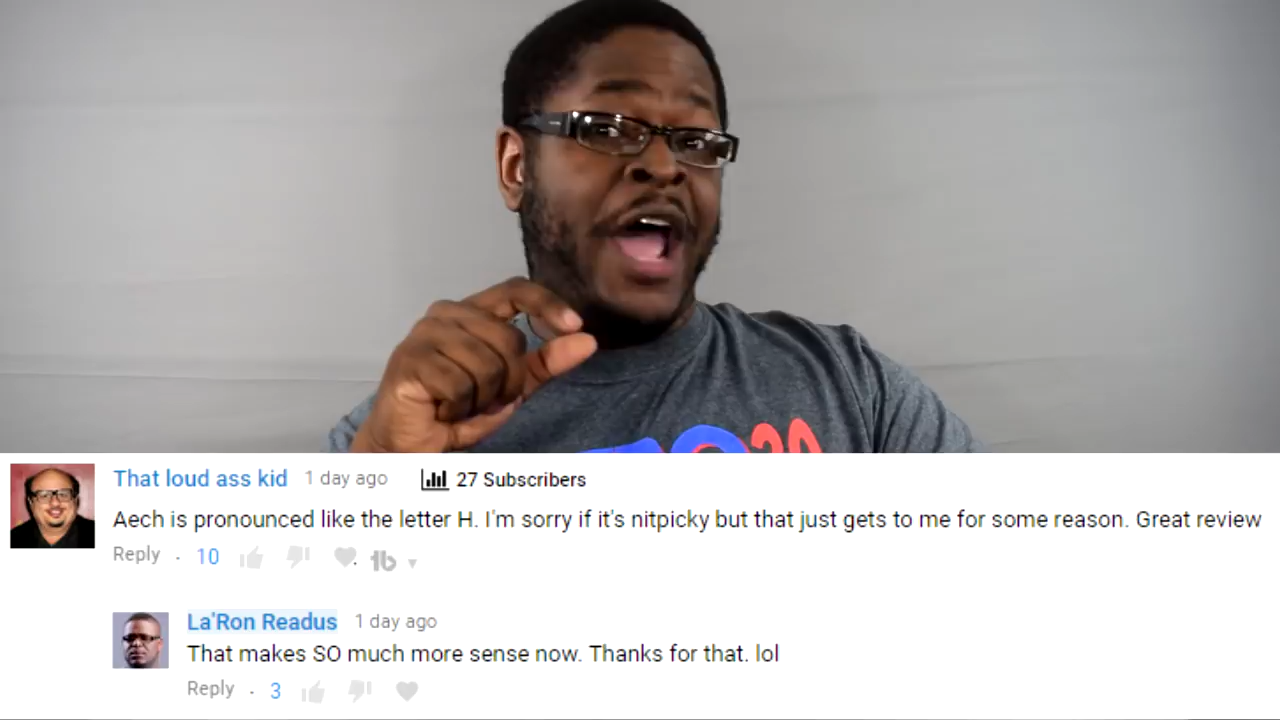 That loud ass kid 1 day ago 27 Subscribers
Aech is pronounced like the letter H. I'm sorry if it's nitpicky but that just gets to me for some reason. Great review
Reply · 10
La'Ron Readus 1 day ago
That makes SO much more sense now. Thanks for that. lol
Reply · 3